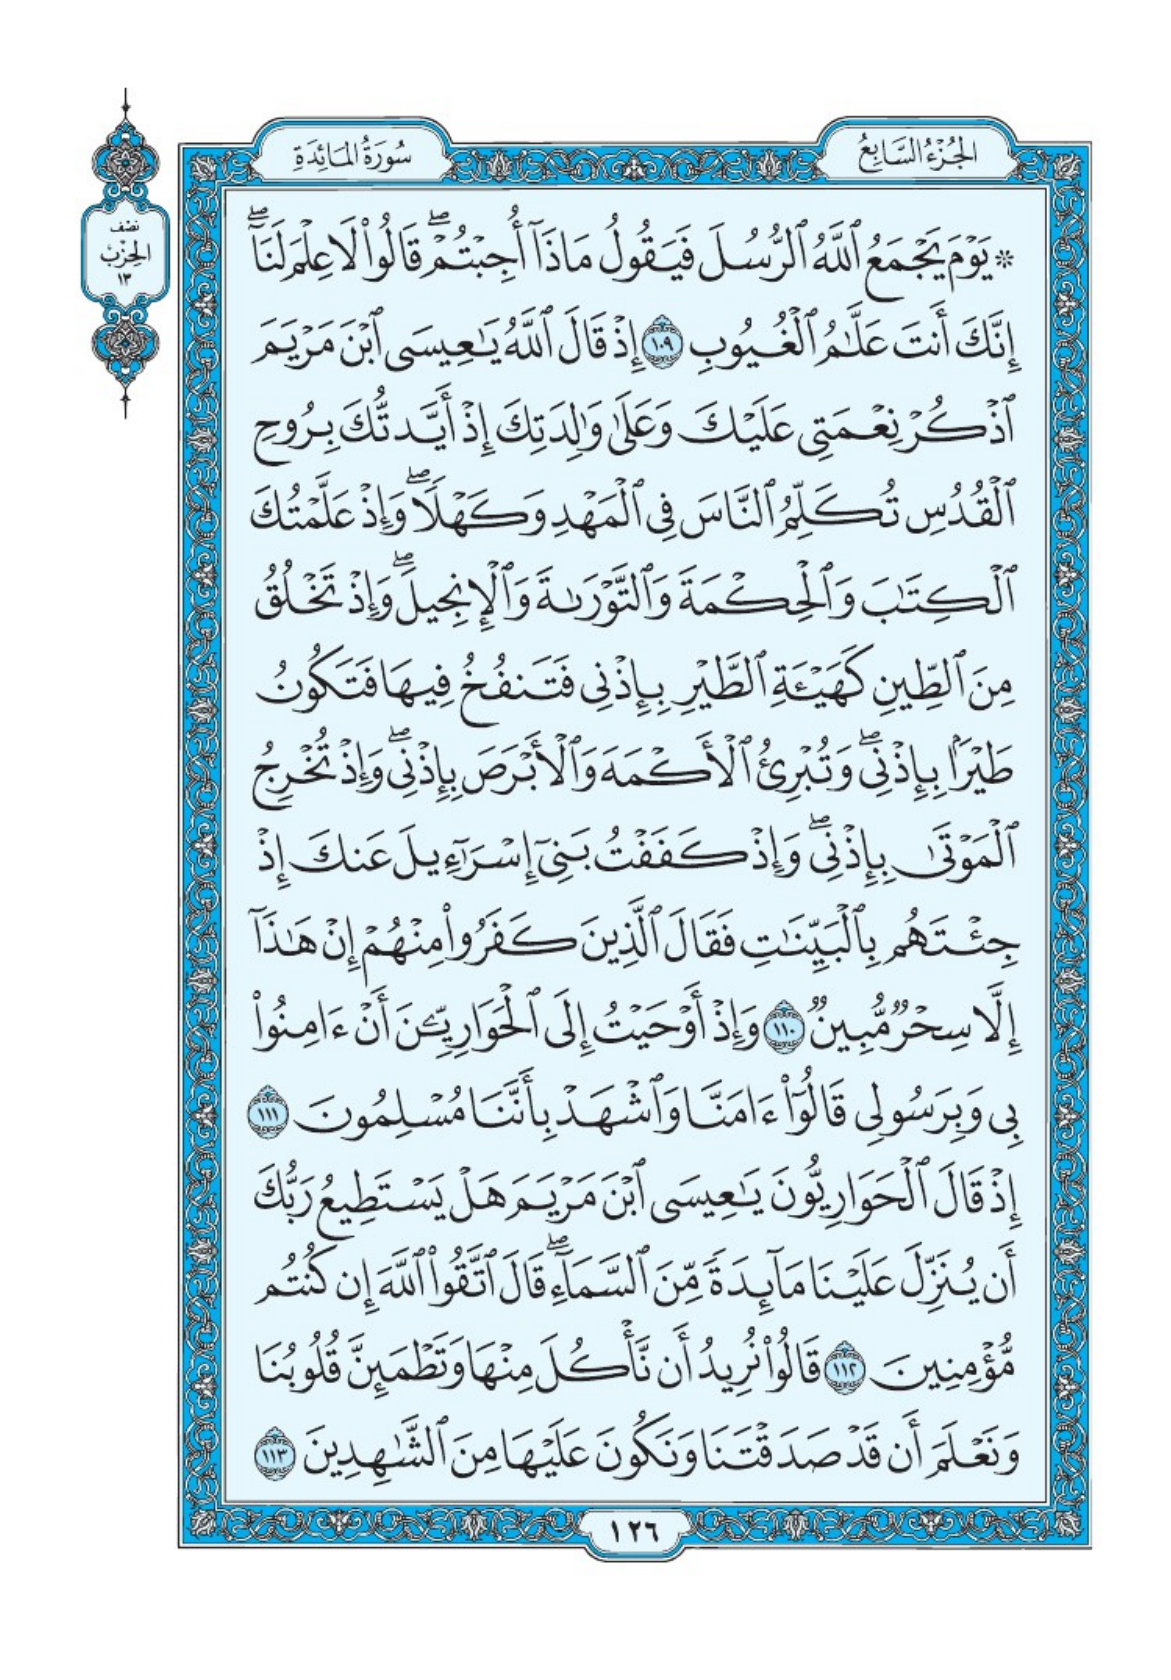 الجُزْءُ السَّابِعُ
سُورَةُ المَائِدَةِ
نصف
الحِزْبُ
١٣
۞ يَوْمَ يَجْمَعُ ٱللَّهُ ٱلرُّسُلَ فَيَقُولُ مَاذَآ أُجِبْتُمْۖ قَالُوا۟ لَا عِلْمَ لَنَآۖ
إِنَّكَ أَنتَ عَلَّٰمُ ٱلْغُيُوبِ ١٠٩ إِذْ قَالَ ٱللَّهُ يَٰعِيسَى ٱبْنَ مَرْيَمَ
ٱذْكُرْ نِعْمَتِى عَلَيْكَ وَعَلَىٰ وَٰلِدَتِكَ إِذْ أَيَّدتُّكَ بِرُوحِ
ٱلْقُدُسِ تُكَلِّمُ ٱلنَّاسَ فِى ٱلْمَهْدِ وَكَهْلًاۖ وَإِذْ عَلَّمْتُكَ
ٱلْكِتَٰبَ وَٱلْحِكْمَةَ وَٱلتَّوْرَىٰةَ وَٱلْإِنجِيلَۖ وَإِذْ تَخْلُقُ
مِنَ ٱلطِّينِ كَهَيْـَٔةِ ٱلطَّيْرِ بِإِذْنِى فَتَنفُخُ فِيهَا فَتَكُونُ
طَيْرًۢا بِإِذْنِىۖ وَتُبْرِئُ ٱلْأَكْمَهَ وَٱلْأَبْرَصَ بِإِذْنِىۖ وَإِذْ تُخْرِجُ
ٱلْمَوْتَىٰ بِإِذْنِىۖ وَإِذْ كَفَفْتُ بَنِىٓ إِسْرَٰٓءِيلَ عَنكَ إِذْ
جِئْتَهُم بِٱلْبَيِّنَٰتِ فَقَالَ ٱلَّذِينَ كَفَرُوا۟ مِنْهُمْ إِنْ هَٰذَآ
إِلَّا سِحْرٌ مُّبِينٌ ١١٠ وَإِذْ أَوْحَيْتُ إِلَى ٱلْحَوَارِيِّـۧنَ أَنْ ءَامِنُوا۟
بِى وَبِرَسُولِى قَالُوٓا۟ ءَامَنَّا وَٱشْهَدْ بِأَنَّنَا مُسْلِمُونَ ١١١
إِذْ قَالَ ٱلْحَوَارِيُّونَ يَٰعِيسَى ٱبْنَ مَرْيَمَ هَلْ يَسْتَطِيعُ رَبُّكَ
أَن يُنَزِّلَ عَلَيْنَا مَآئِدَةً مِّنَ ٱلسَّمَآءِۖ قَالَ ٱتَّقُوا۟ ٱللَّهَ إِن كُنتُم
مُّؤْمِنِينَ ١١٢ قَالُوا۟ نُرِيدُ أَن نَّأْكُلَ مِنْهَا وَتَطْمَئِنَّ قُلُوبُنَا
وَنَعْلَمَ أَن قَدْ صَدَقْتَنَا وَنَكُونَ عَلَيْهَا مِنَ ٱلشَّٰهِدِينَ ١١٣
١٢٦